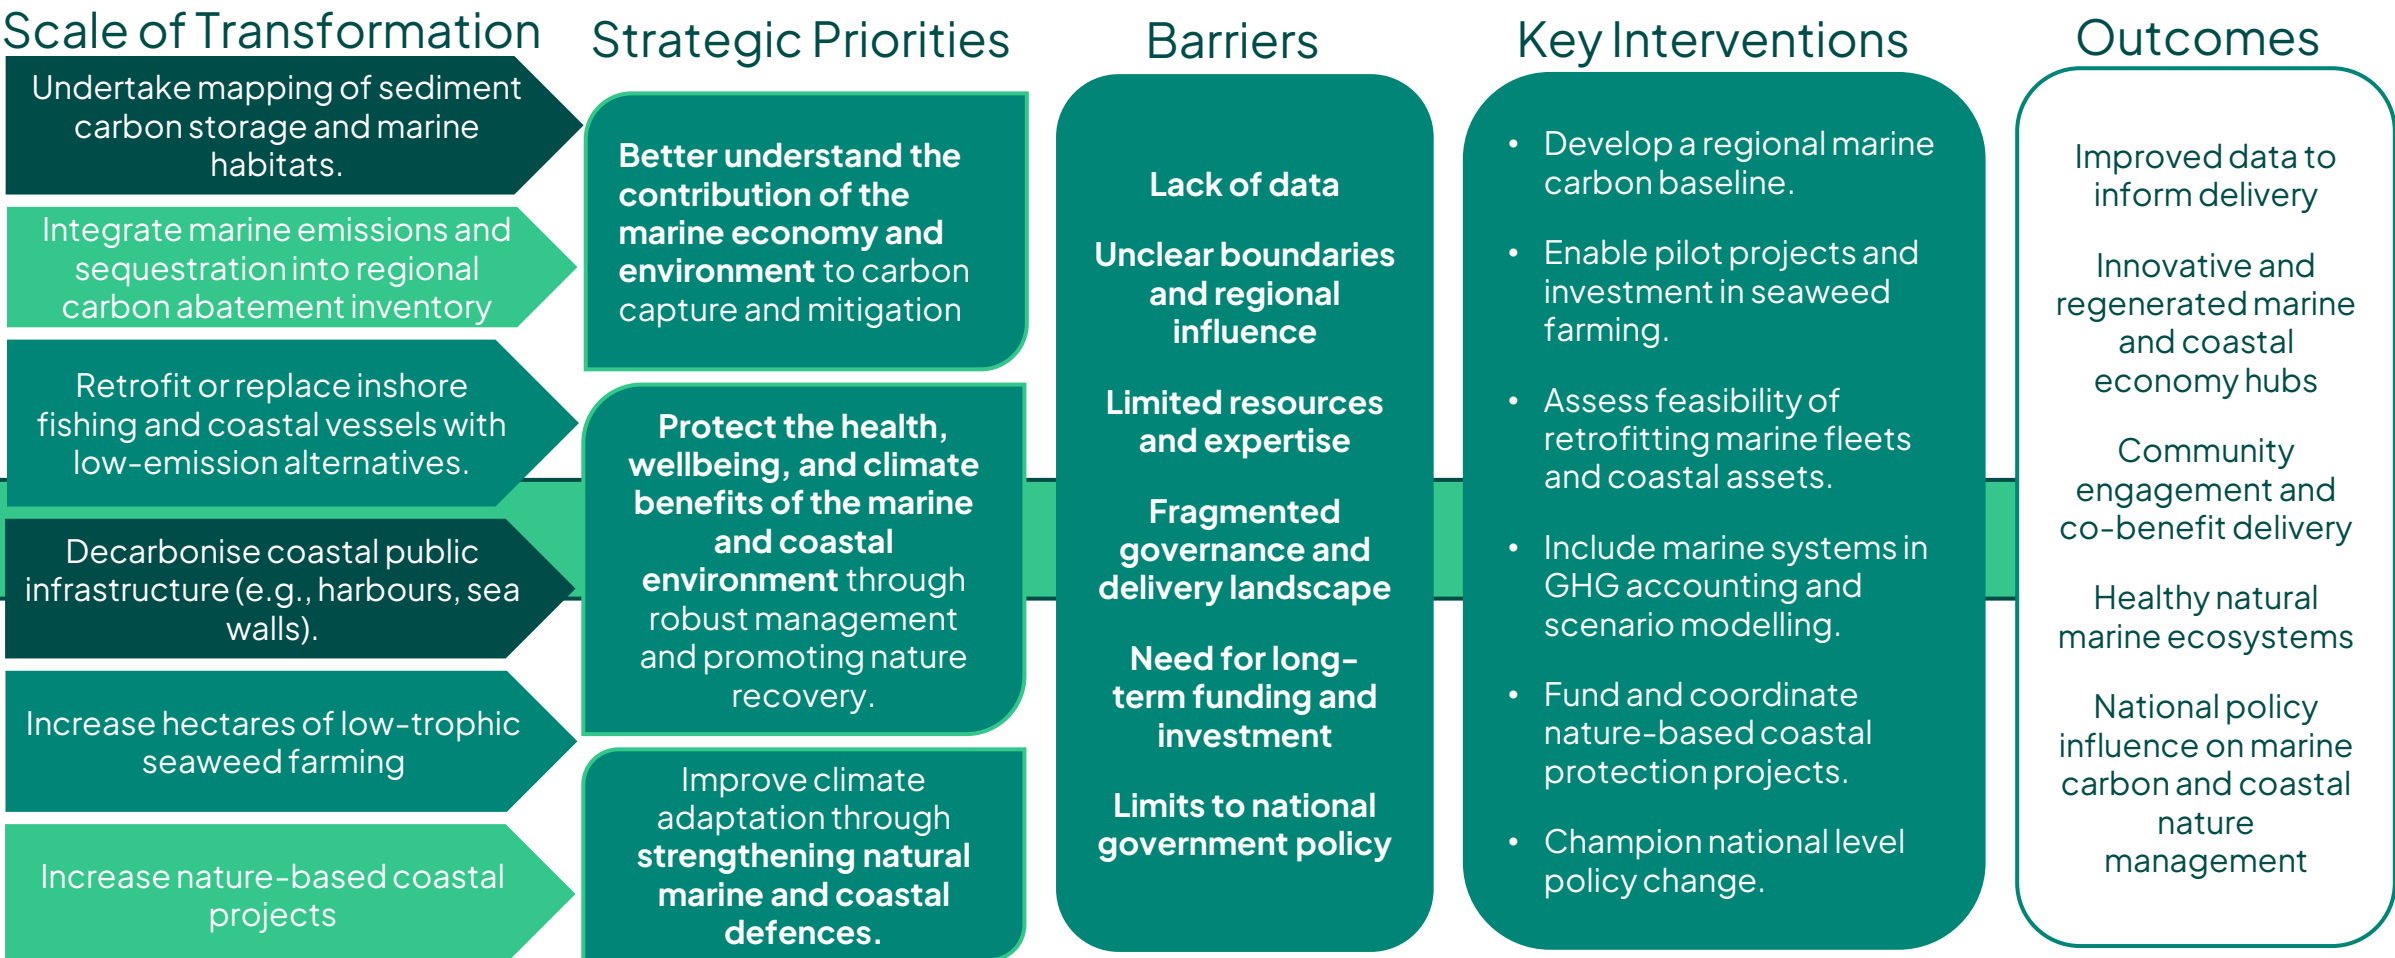 Scale of Transformation
Undertake mapping of sediment
carbon storage and marine
habitats.
Integrate marine emissions and
sequestration into regional
carbon abatement inventory
Retrofit or replace inshore
fishing and coastal vessels with
low-emission alternatives.
Decarbonise coastal public
infrastructure (e.g., harbours, sea
walls).
Increase hectares of low-trophic
seaweed farming
Increase nature-based coastal
projects
Strategic Priorities
Better understand the
contribution of the
marine economy and
environment to carbon
capture and mitigation
Protect the health,
wellbeing, and climate
benefits of the marine
and coastal
environment through
robust management
and promoting nature
recovery.
Improve climate
adaptation through
strengthening natural
marine and coastal
defences.
Barriers
Lack of data
Unclear boundaries
and regional
influence
Limited resources
and expertise
Fragmented
governance and
delivery landscape
Need for long-
term funding and
investment
Limits to national
government policy
Key Interventions
• Develop a regional marine
carbon baseline.
• Enable pilot projects and
investment in seaweed
farming.
• Assess feasibility of
retrofitting marine fleets
and coastal assets.
• Include marine systems in
GHG accounting and
scenario modelling.
• Fund and coordinate
nature-based coastal
protection projects.
• Champion national level
policy change.
Outcomes
Improved data to
inform delivery
Innovative and
regenerated marine
and coastal
economy hubs
Community
engagement and
co-benefit delivery
Healthy natural
marine ecosystems
National policy
influence on marine
carbon and coastal
nature
management